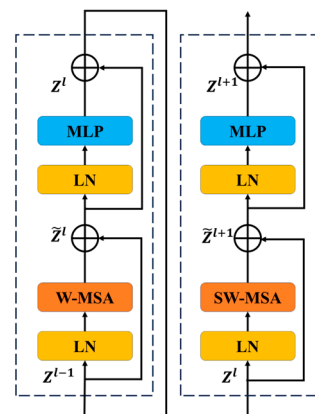 Z^l
MLP
LN
Z̃^l
W-MSA
LN
Z^{l-1}
Z^{l+1}
MLP
LN
Z̃^{l+1}
SW-MSA
LN
Z^l